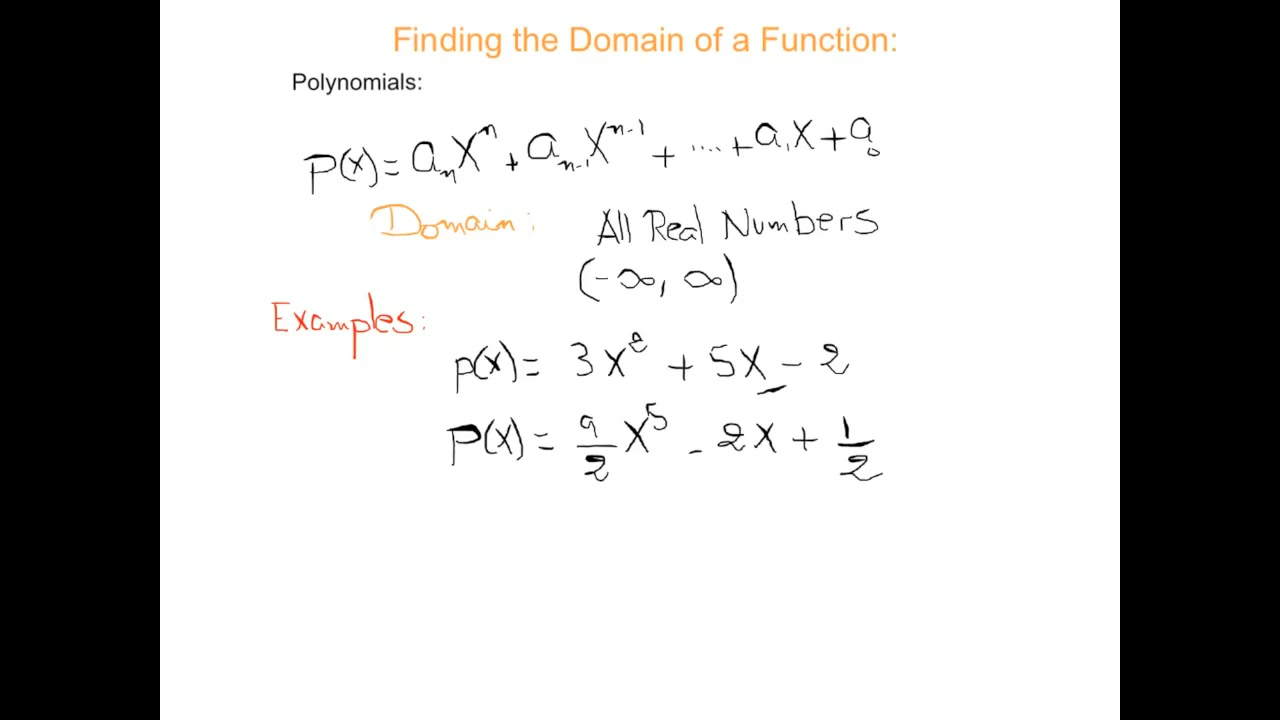 Finding the Domain of a Function:
Polynomials:
P(x) = aₙxⁿ + aₙ₋₁xⁿ⁻¹ + .... + a₁x + a₀
Domain: All Real Numbers
(-∞, ∞)
Examples:
p(x) = 3x² + 5x - 2
P(x) = 9/2 x⁵ - 2x + 1/2